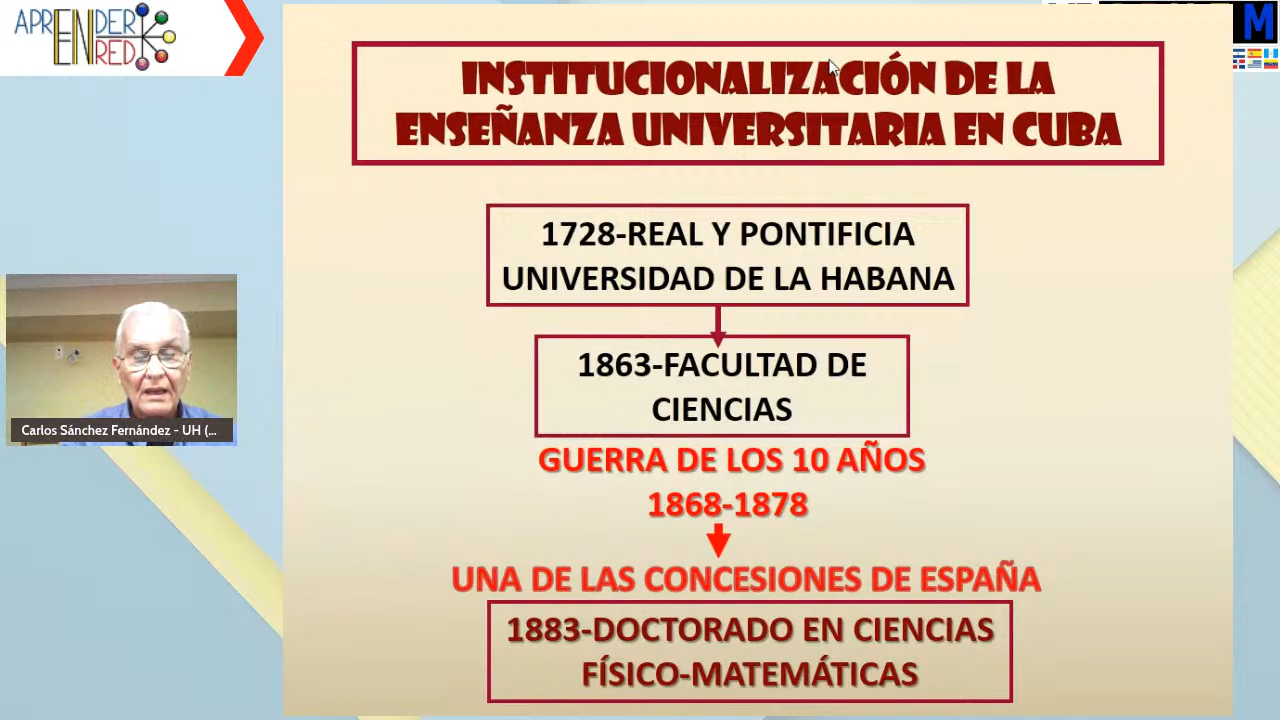 APRENDER
EN RED
M
INSTITUCIONALIZACIÓN DE LA
ENSEÑANZA UNIVERSITARIA EN CUBA
1728-REAL Y PONTIFICIA
UNIVERSIDAD DE LA HABANA
1863-FACULTAD DE
CIENCIAS
GUERRA DE LOS 10 AÑOS
1868-1878
UNA DE LAS CONCESIONES DE ESPAÑA
1883-DOCTORADO EN CIENCIAS
FÍSICO-MATEMÁTICAS
Carlos Sánchez Fernández - UH (...